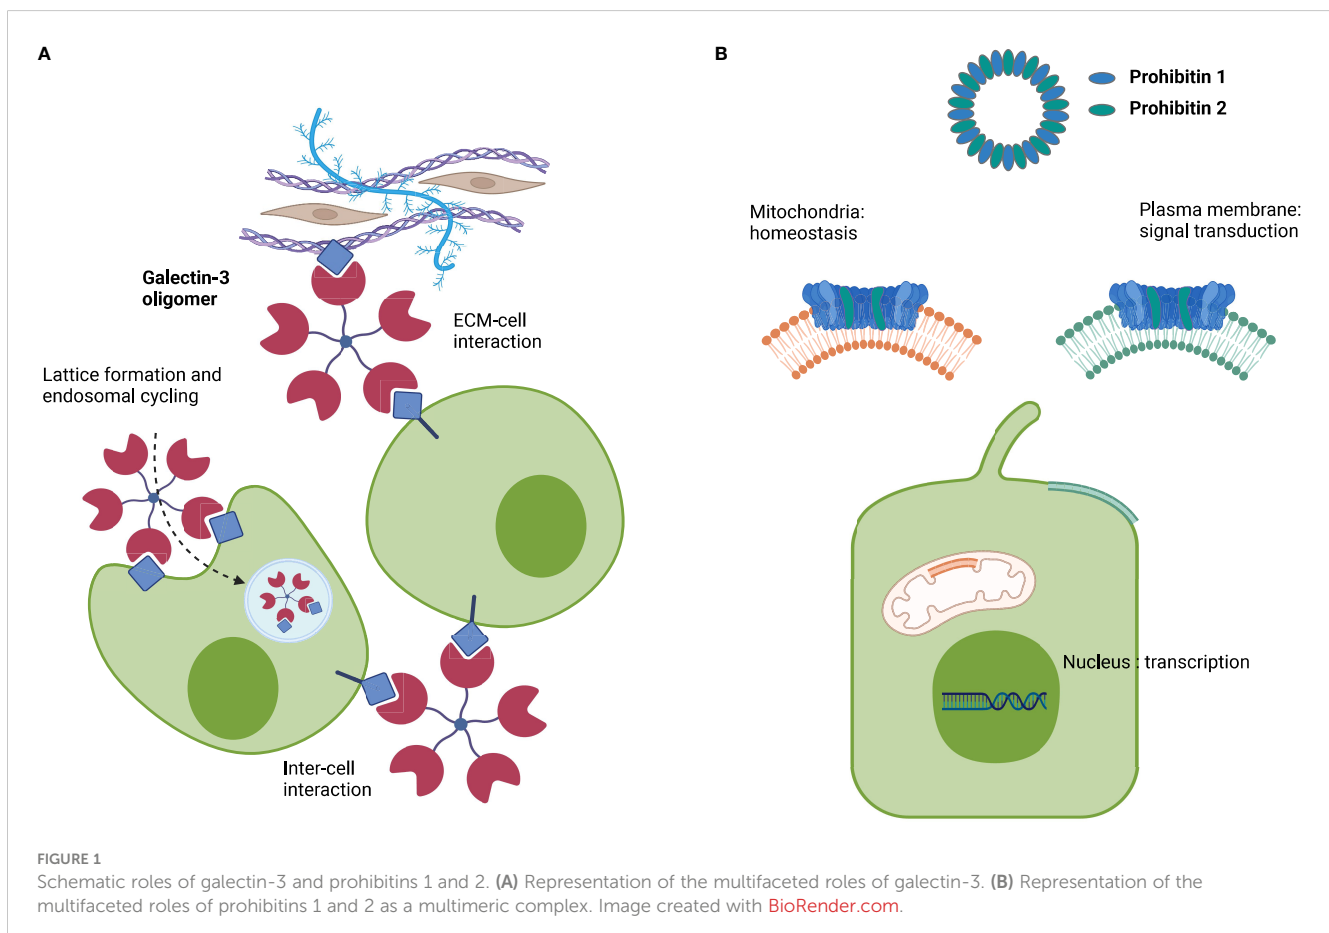 A
Galectin-3
oligomer
ECM-cell
interaction
Lattice formation and
endosomal cycling
Inter-cell
interaction
B
Prohibitin 1
Prohibitin 2
Mitochondria:
homeostasis
Plasma membrane:
signal transduction
Nucleus : transcription
FIGURE 1
Schematic roles of galectin-3 and prohibitins 1 and 2. (A) Representation of the multifaceted roles of galectin-3. (B) Representation of the
multifaceted roles of prohibitins 1 and 2 as a multimeric complex. Image created with BioRender.com.